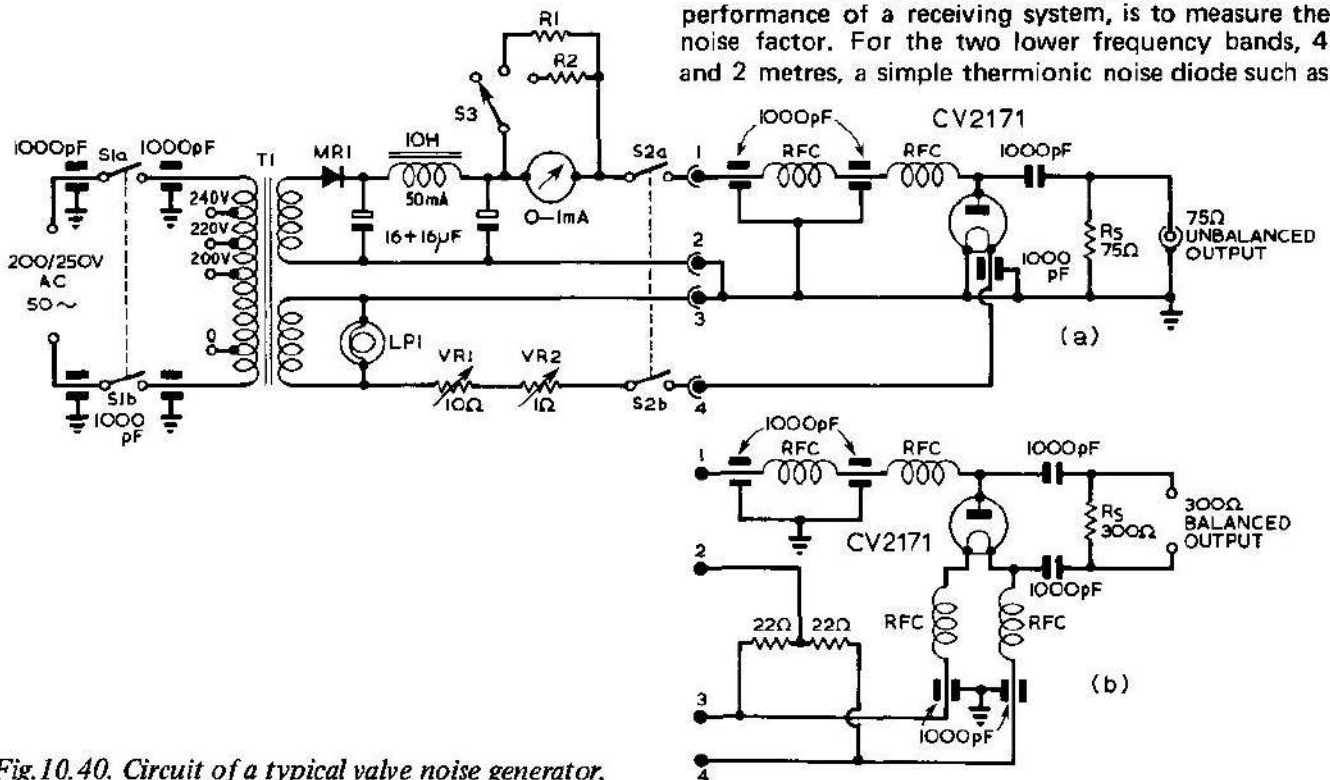 performance of a receiving system, is to measure the
noise factor. For the two lower frequency bands, 4
and 2 metres, a simple thermionic noise diode such as
R1
R2
S3
1000pF
S1a
1000pF
T1
MR1
10H
50mA
16+16µF
0-1mA
S2a
1
1000pF
RFC
RFC
CV2171
1000pF
240V
220V
200V
0
200/250V
AC
50~
2
3
1000
pF
RS
75Ω
75Ω
UNBALANCED
OUTPUT
(a)
LP1
VR1
10Ω
VR2
1Ω
S2b
4
S1b
1000
pF
1
1000pF
RFC
RFC
1000pF
CV2171
RS
300Ω
300Ω
BALANCED
OUTPUT
1000pF
2
22Ω 22Ω
RFC
RFC
(b)
3
1000pF
4
Fig.10.40. Circuit of a typical valve noise generator.